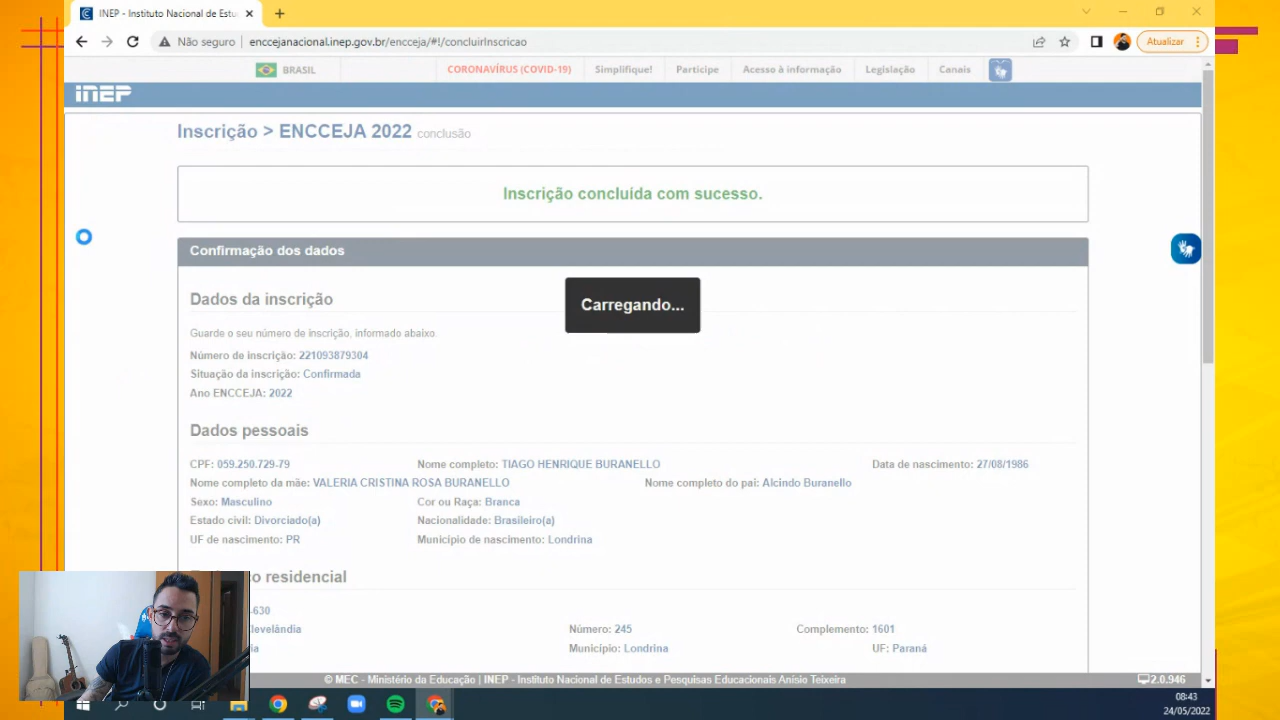 INEP - Instituto Nacional de Estu
Atualizar
Não seguro | enccejanacional.inep.gov.br/encceja/#!/concluirInscricao
BRASIL CORONAVÍRUS (COVID-19) Simplifique! Participe Acesso à informação Legislação Canais
inep
Inscrição > ENCCEJA 2022 conclusão
Inscrição concluída com sucesso.
Confirmação dos dados
Carregando...
Dados da inscrição
Guarde o seu número de inscrição, informado abaixo.
Número de inscrição: 221093879304
Situação da inscrição: Confirmada
Ano ENCCEJA: 2022
Dados pessoais
CPF: 059.250.729-79 Nome completo: TIAGO HENRIQUE BURANELLO Data de nascimento: 27/08/1986
Nome completo da mãe: VALERIA CRISTINA ROSA BURANELLO Nome completo do pai: Alcindo Buranello
Sexo: Masculino Cor ou Raça: Branca
Estado civil: Divorciado(a) Nacionalidade: Brasileiro(a)
UF de nascimento: PR Município de nascimento: Londrina
o residencial
-630
levelândia Número: 245 Complemento: 1601
ia Município: Londrina UF: Paraná
© MEC - Ministério da Educação | INEP - Instituto Nacional de Estudos e Pesquisas Educacionais Anísio Teixeira 2.0.946
08:43
24/05/2022